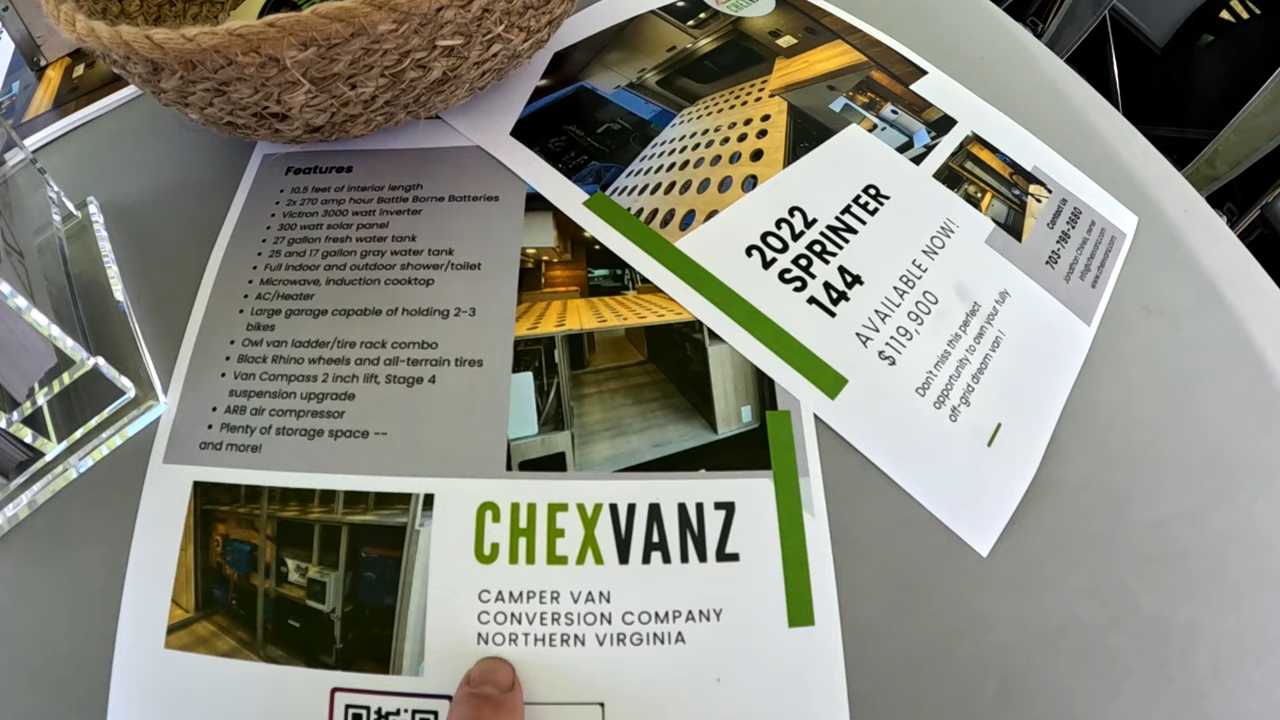 Features
• 10.5 feet of interior length
• 2x 270 amp hour Battle Borne Batteries
• Victron 3000 watt inverter
• 300 watt solar panel
• 27 gallon fresh water tank
• 25 and 17 gallon gray water tank
• Full indoor and outdoor shower/toilet
• Microwave, induction cooktop
• AC/Heater
• Large garage capable of holding 2-3
bikes
• Owl van ladder/tire rack combo
• Black Rhino wheels and all-terrain tires
• Van Compass 2 inch lift, Stage 4
suspension upgrade
• ARB air compressor
• Plenty of storage space --
and more!
CHEXVANZ
CAMPER VAN
CONVERSION COMPANY
NORTHERN VIRGINIA
2022
SPRINTER
144
AVAILABLE NOW!
$119,900
Don't miss this perfect
opportunity to own your fully
off-grid dream van!
Contact Us
703-798-2680
info@chexvanz.com
www.chexvanz.com